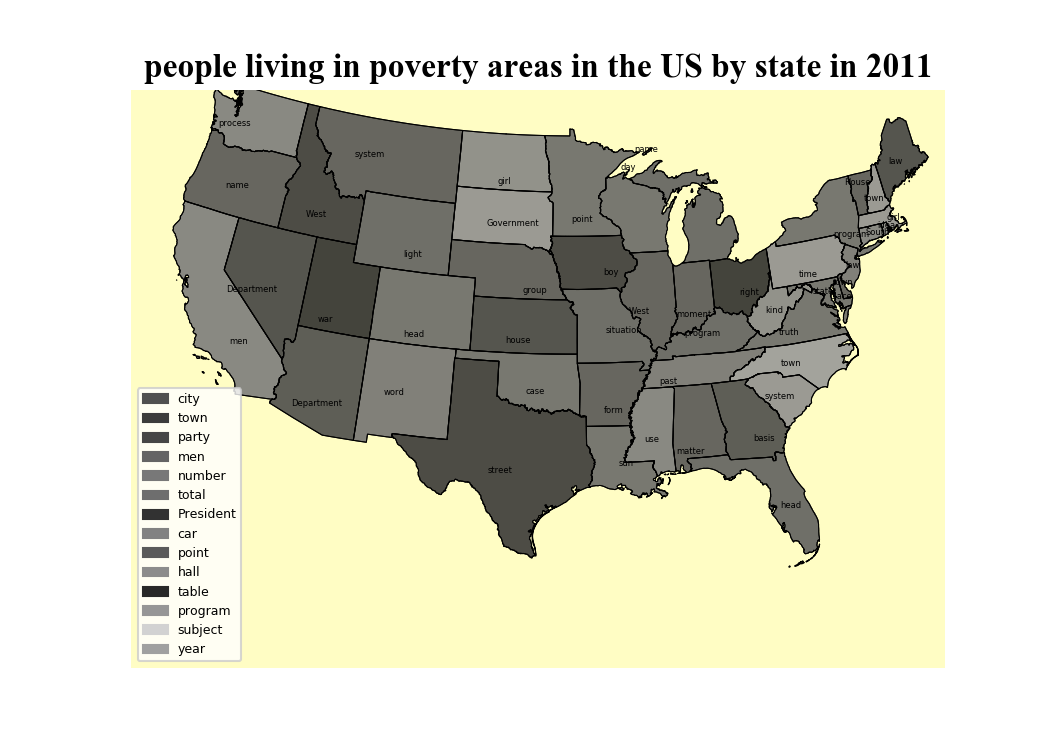 people living in poverty areas in the US by state in 2011
process
name
day
system
law
House
girl
town
girl
West
Government
point
program
light
boy
time
Department
group
right
war
West
moment
kind
men
head
house
situation
program
truth
word
past
town
Department
case
system
form
use
matter
basis
street
sun
head
city
town
party
men
number
total
President
car
point
hall
table
program
subject
year